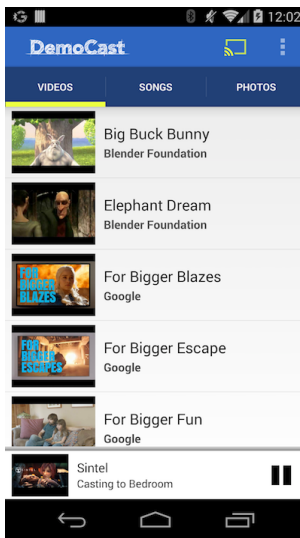 12:02
DemoCast
VIDEOS
SONGS
PHOTOS
Big Buck Bunny
Blender Foundation
Elephant Dream
Blender Foundation
FOR
BIGGER
BLAZES
For Bigger Blazes
Google
FOR
BIGGER
ESCAPES
For Bigger Escape
Google
For Bigger Fun
Google
Sintel
Casting to Bedroom